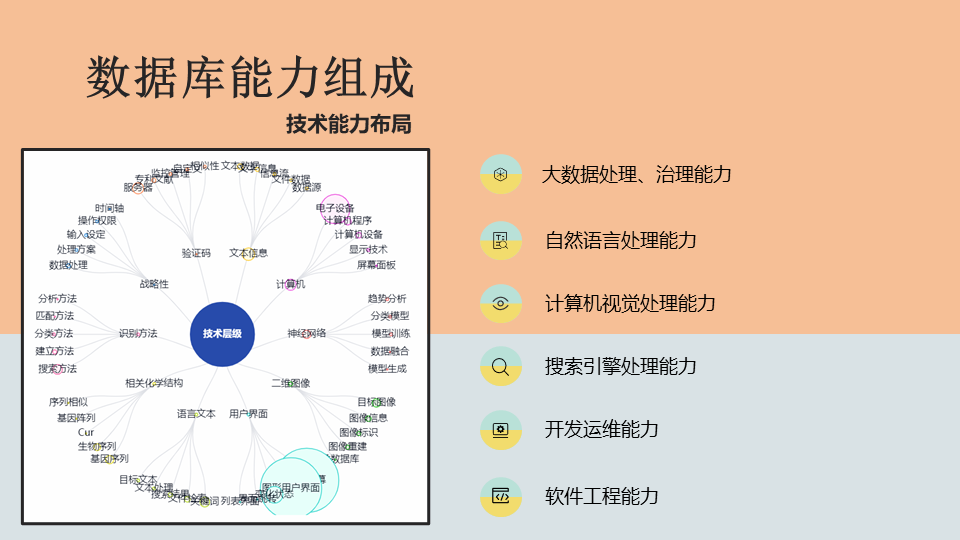 数据库能力组成
技术能力布局
相似性
文本数据
自定义
监控管理
专利文献
服务器
信息流
文件数据
数据源
时间轴
操作权限
输入设定
处理方案
数据处理
验证码
文本信息
电子设备
计算机程序
计算机设备
显示技术
屏幕面板
战略性
计算机
分析方法
匹配方法
分类方法
建立方法
搜索方法
识别方法
技术层级
神经网络
趋势分析
分类模型
模型训练
数据融合
模型生成
相关化学结构
二维图像
序列相似
基因阵列
Cur
生物序列
基因序列
语言文本
用户界面
目标图像
图像信息
图像标识
图像重建
数据库
目标文本
文本处理
搜索结果
关键词
列表界面
图形用户界面
大数据处理、治理能力
自然语言处理能力
计算机视觉处理能力
搜索引擎处理能力
开发运维能力
软件工程能力